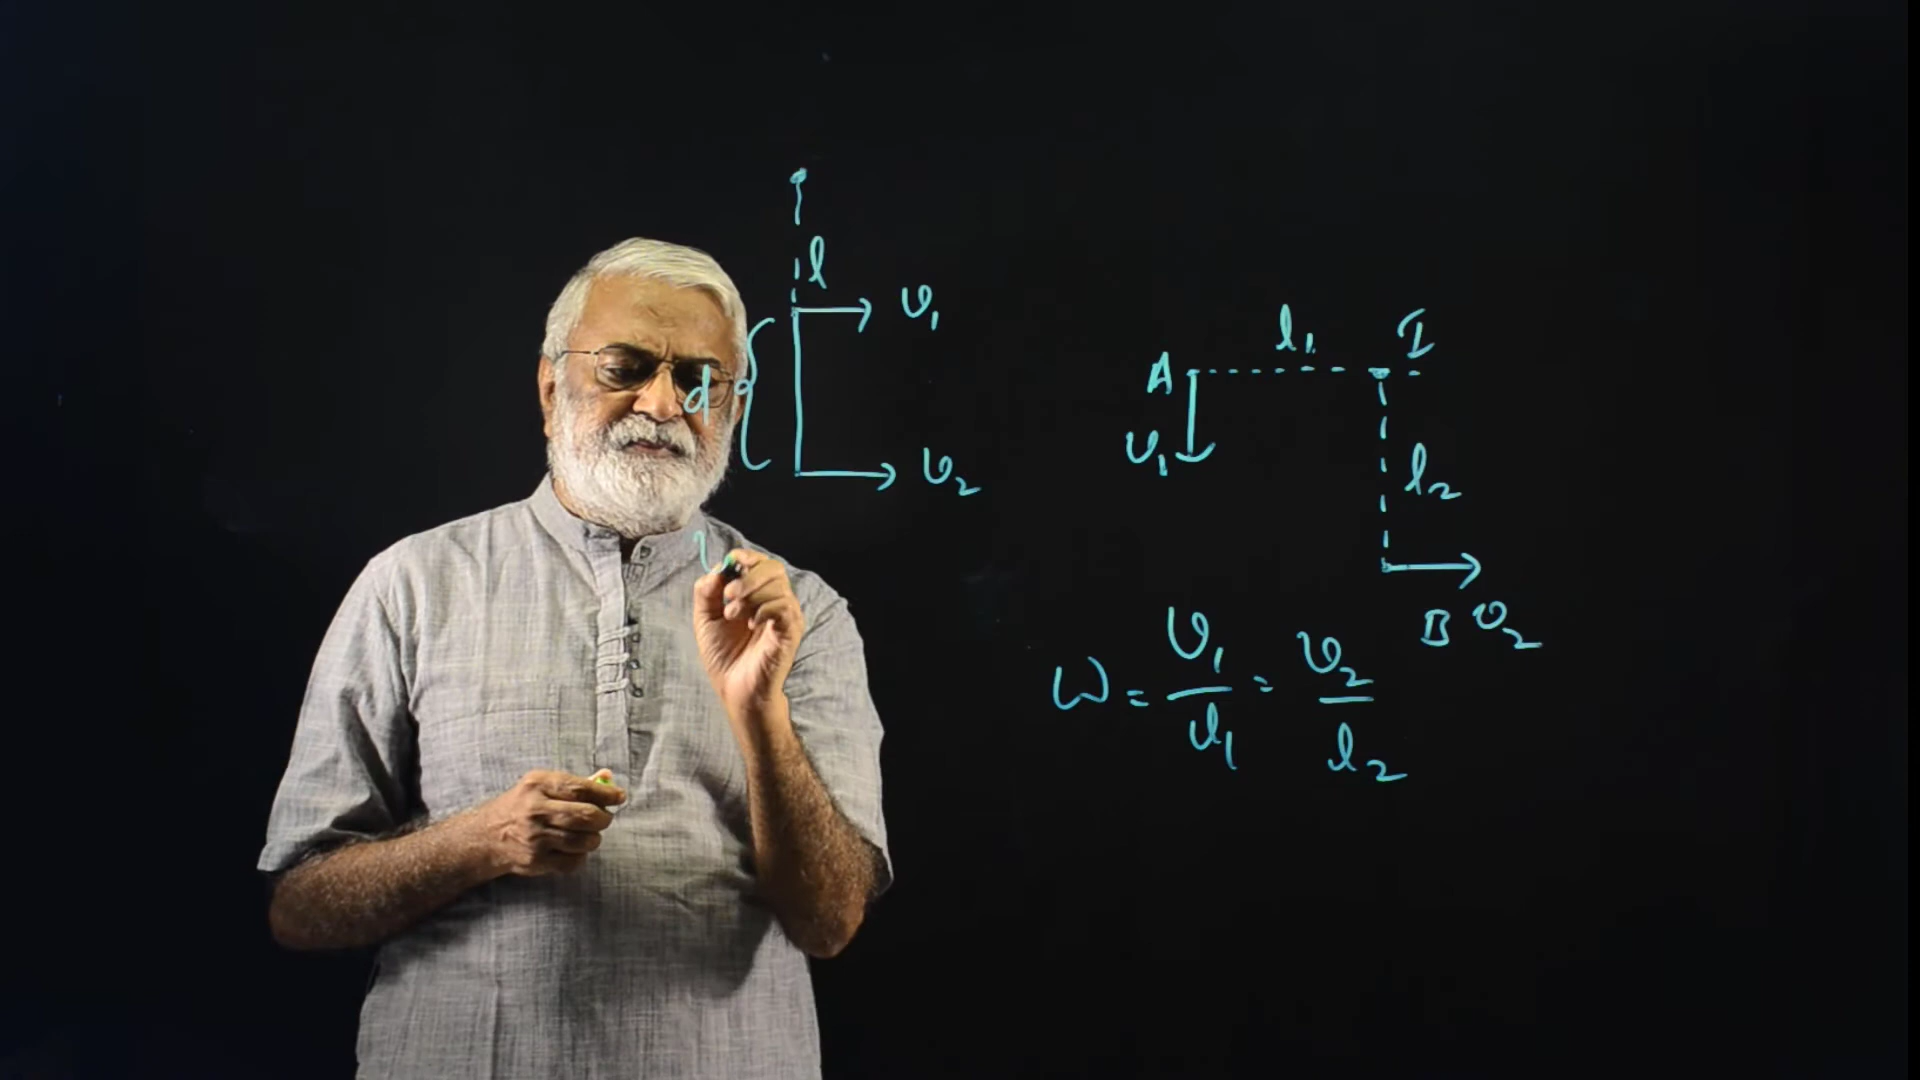 l
v₁
d
v₂
l₁ I
A
v₁
l₂
B v₂
ω = v₁/l₁ = v₂/l₂